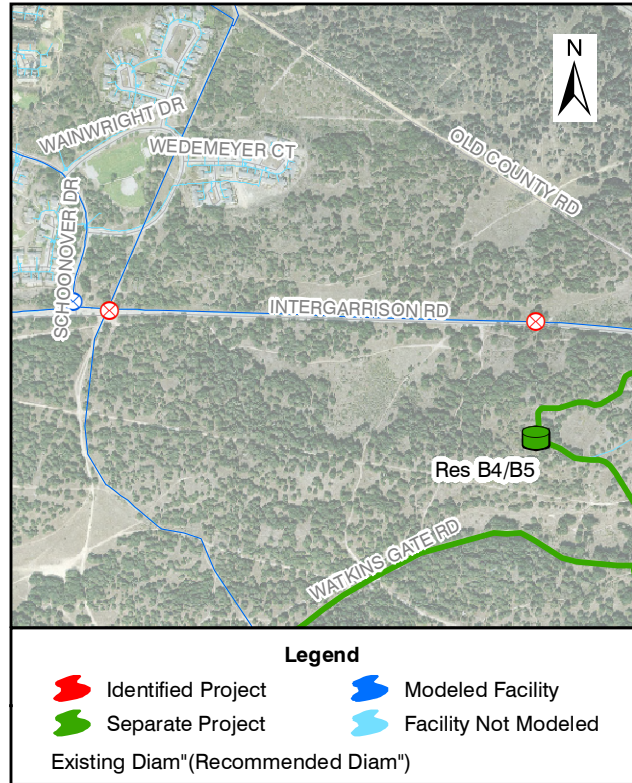 N
WAINWRIGHT DR
WEDEMEYER CT
OLD COUNTY RD
SCHOONOVER DR
INTERGARRISON RD
Res B4/B5
WATKINS GATE RD
Legend
Identified Project
Modeled Facility
Separate Project
Facility Not Modeled
Existing Diam"(Recommended Diam")